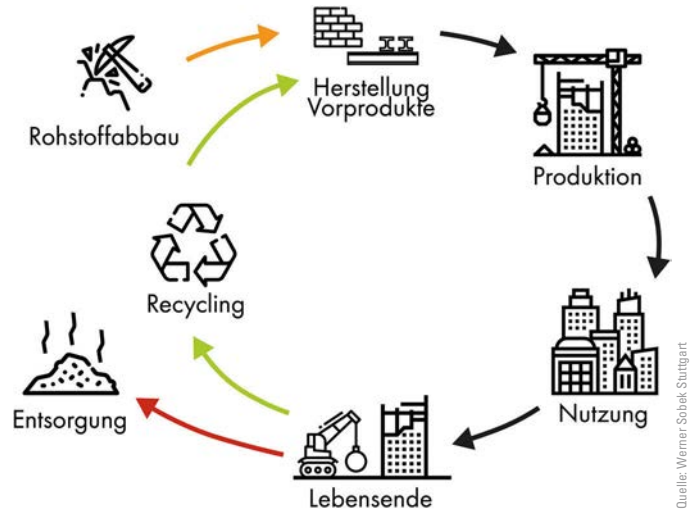 Rohstoffabbau
Herstellung
Vorprodukte
Produktion
Nutzung
Lebensende
Entsorgung
Recycling
Quelle: Werner Sobek Stuttgart